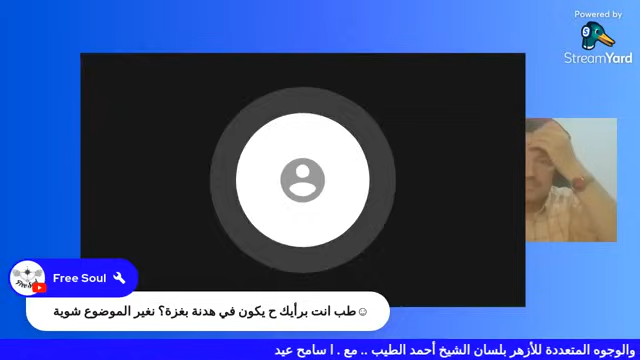 Powered by
StreamYard
Free Soul
☺طب انت برأيك ح يكون في هدنة بغزة؟ نغير الموضوع شوية
والوجوه المتعددة للأزهر بلسان الشيخ أحمد الطيب .. مع . ا سامح عيد